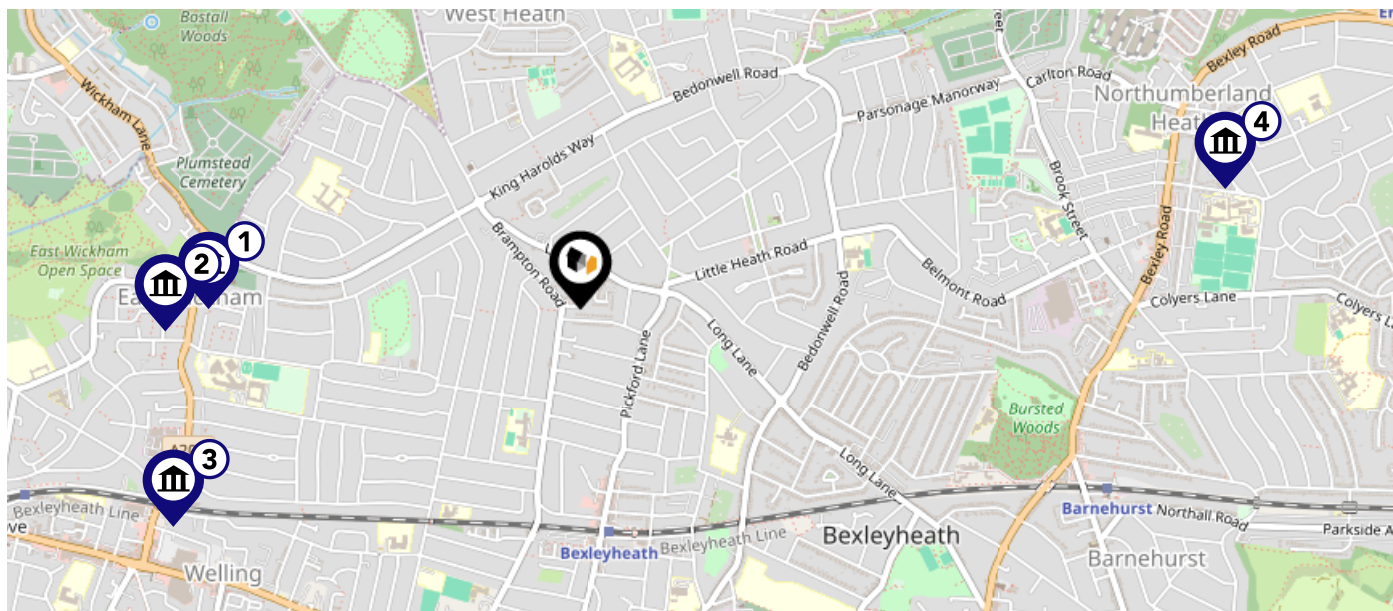 West Heath
Bostall
Woods
Bexley Road
Wickham Lane
Bedonwell Road
Carlton Road
Parsonage Manorway
Northumberland
Heath
4
Plumstead
Cemetery
King Harolds Way
Brook Street
1
East Wickham
Open Space
2
Brampton Road
Little Heath Road
Bexley Road
Belmont Road
Colyers Lane
Colyers L
Bedonwell Road
Long Lane
Pickford Lane
Bursted
Woods
3
Long Lane
Bexleyheath Line
Barnehurst
Northall Road
Parkside A
Bexleyheath
Bexleyheath Line
Bexleyheath
Barnehurst
Welling